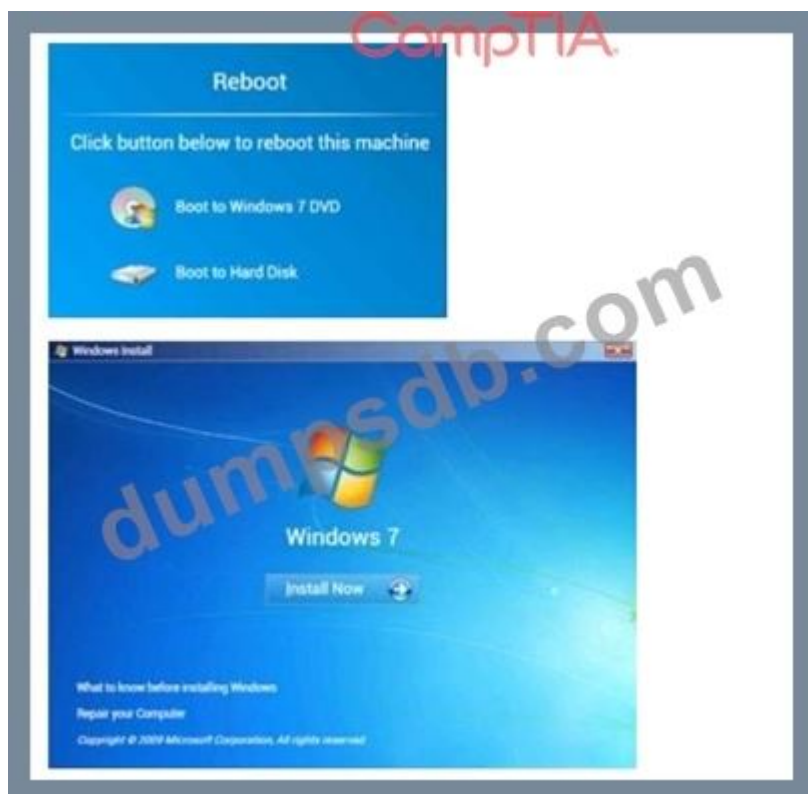 CompTIA.
Reboot
Click button below to reboot this machine
Boot to Windows 7 DVD
Boot to Hard Disk
dumpsdb.com
Windows Install
Windows 7
Install Now
What to know before installing Windows
Repair your Computer
Copyright © 2009 Microsoft Corporation. All rights reserved